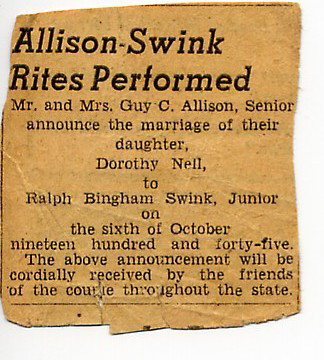 Allison-Swink
Rites Performed
Mr. and Mrs. Guy C. Allison, Senior
announce the marriage of their
daughter,
Dorothy Nell,
to
Ralph Bingham Swink, Junior
on
the sixth of October
nineteen hundred and forty-five.
The above announcement will be
cordially received by the friends
of the couple throughout the state.